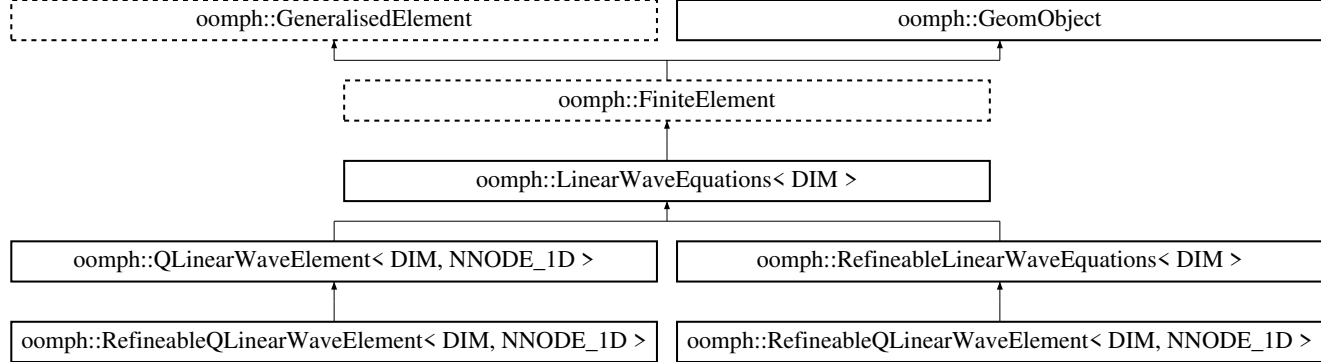 oomph::GeneralisedElement
oomph::GeomObject
oomph::FiniteElement
oomph::LinearWaveEquations< DIM >
oomph::QLinearWaveElement< DIM, NNODE_1D >
oomph::RefineableLinearWaveEquations< DIM >
oomph::RefineableQLinearWaveElement< DIM, NNODE_1D >
oomph::RefineableQLinearWaveElement< DIM, NNODE_1D >